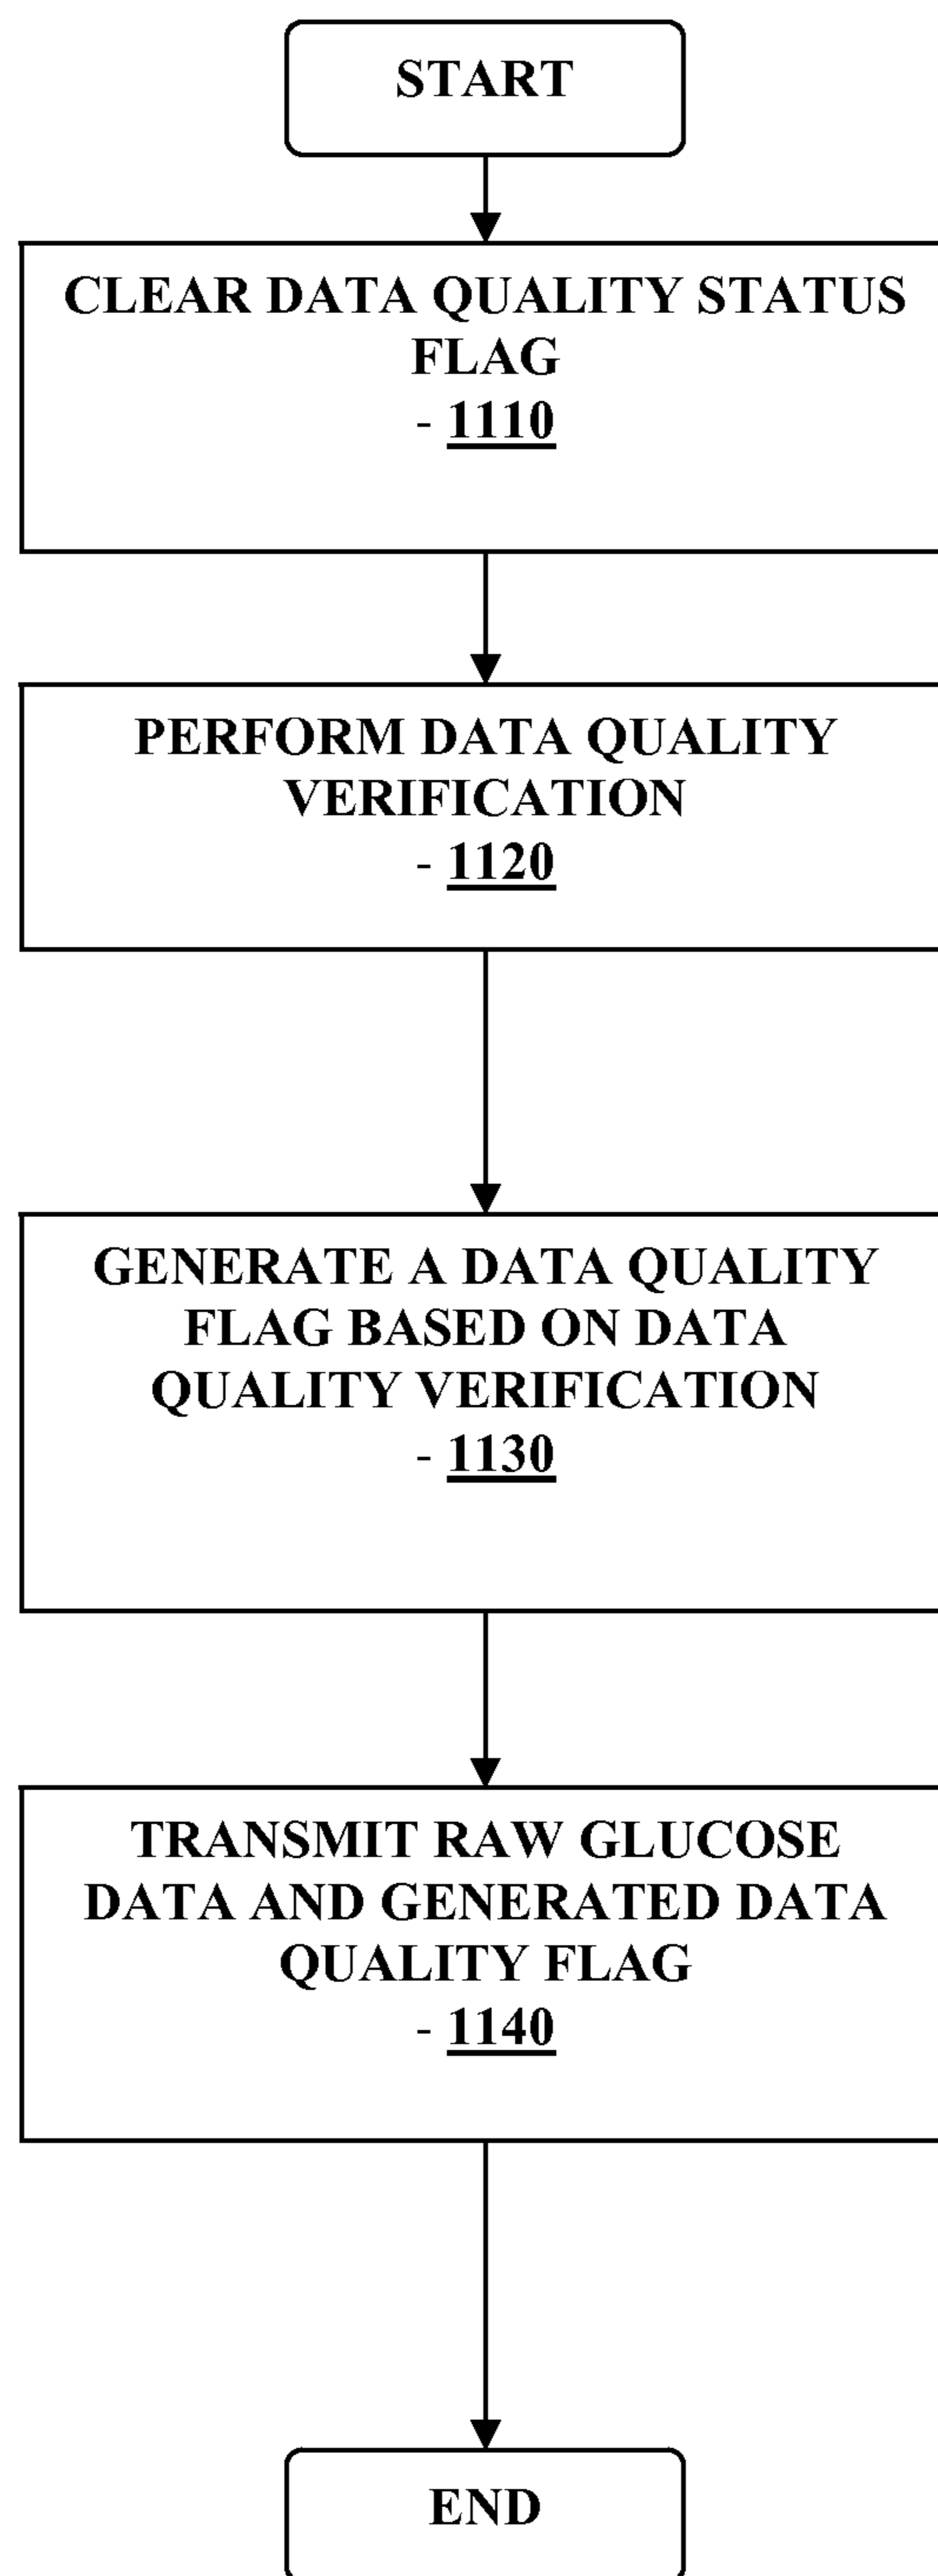 START
CLEAR DATA QUALITY STATUS
FLAG
- 1110
PERFORM DATA QUALITY
VERIFICATION
- 1120
GENERATE A DATA QUALITY
FLAG BASED ON DATA
QUALITY VERIFICATION
- 1130
TRANSMIT RAW GLUCOSE
DATA AND GENERATED DATA
QUALITY FLAG
- 1140
END